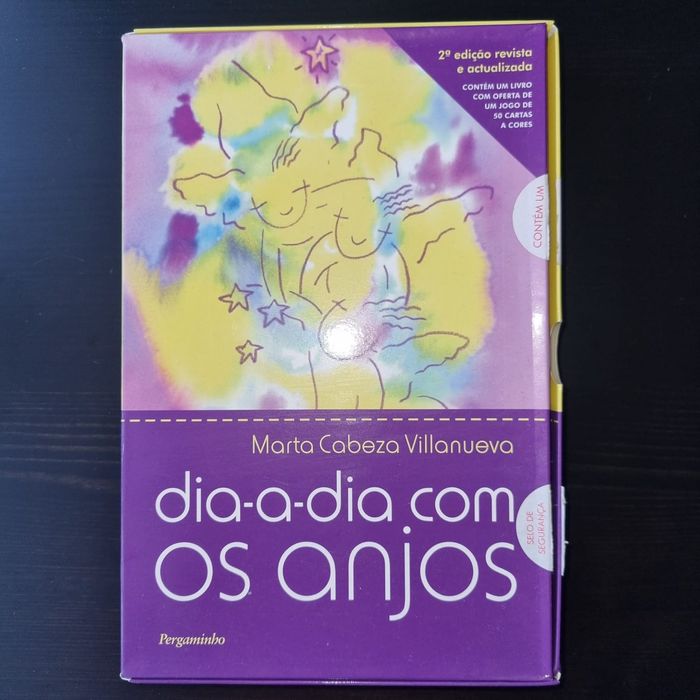 2ª edição revista
e actualizada
CONTÉM UM LIVRO
COM OFERTA DE
UM JOGO DE
50 CARTAS
A CORES
CONTÉM UM
Marta Cabeza Villanueva
dia-a-dia com
os anjos
SELO DE
SEGURANÇA
Pergaminho